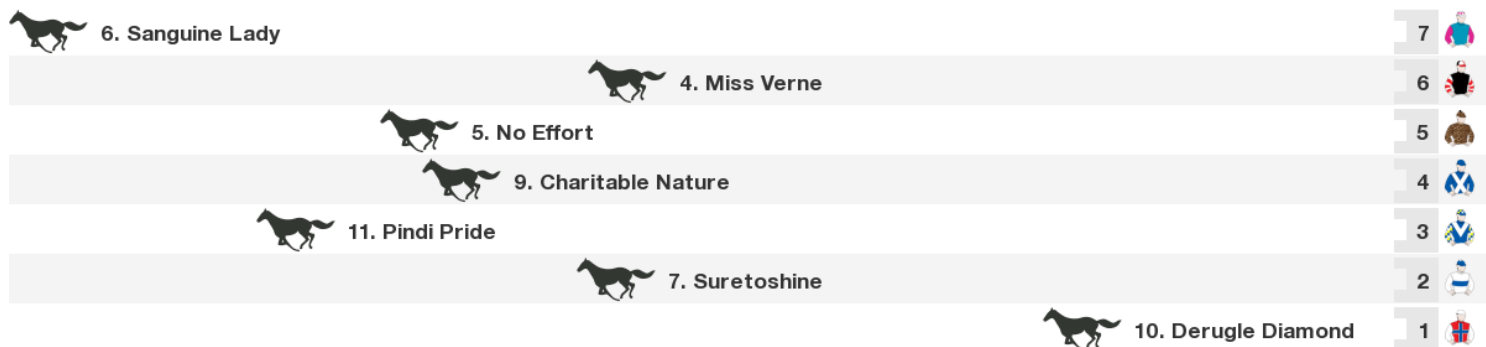 6. Sanguine Lady 7
4. Miss Verne 6
5. No Effort 5
9. Charitable Nature 4
11. Pindi Pride 3
7. Suretoshine 2
10. Derugle Diamond 1